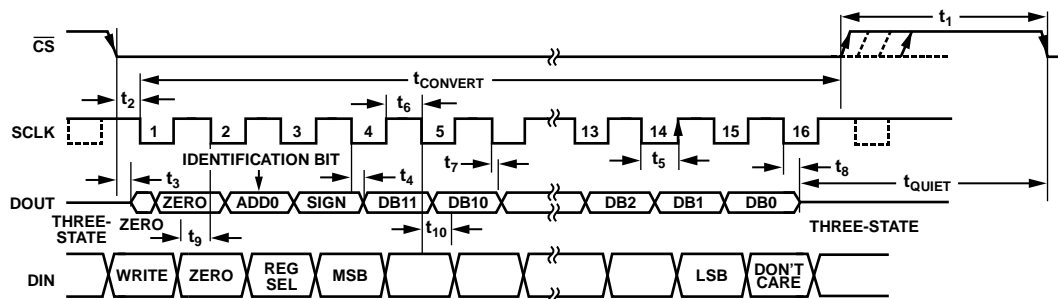 t1
CS
tCONVERT
t2
t6
SCLK
1 2 3 4 5 13 14 15 16
IDENTIFICATION BIT
t3 t4 t7 t5 t8
tQUIET
DOUT
ZERO ADD0 SIGN DB11 DB10 DB2 DB1 DB0
THREE-
STATE
ZERO
THREE-STATE
t9 t10
DIN
WRITE ZERO REG
SEL MSB LSB DON'T
CARE